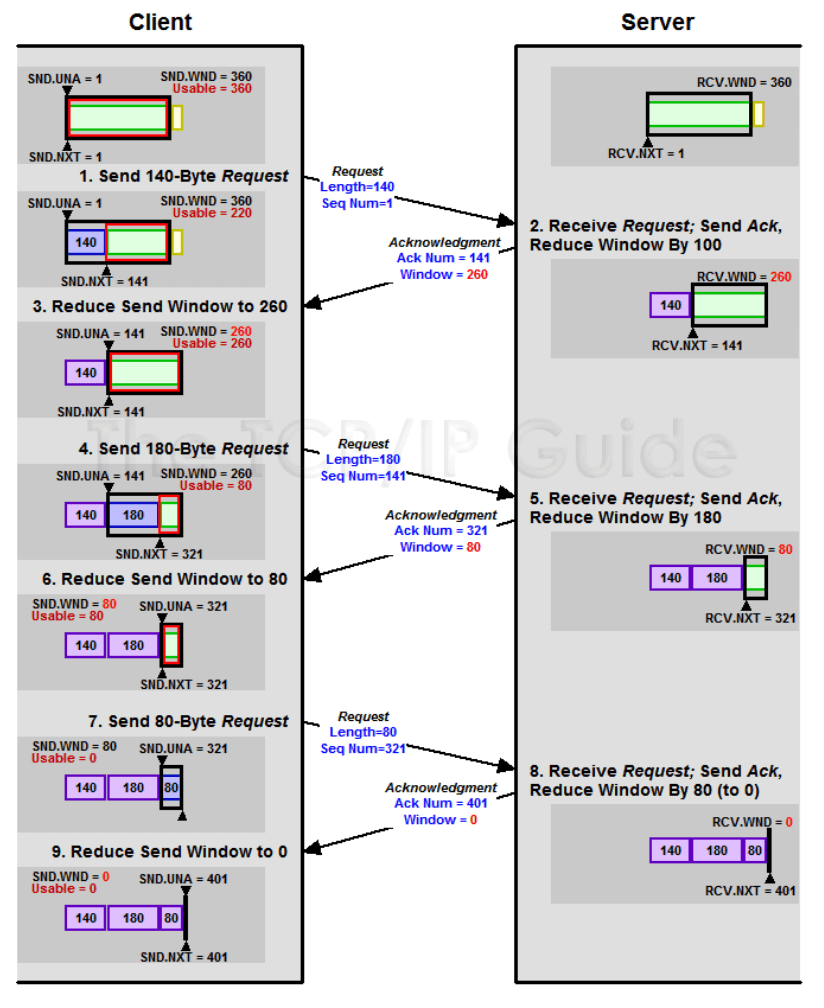 Client
Server
SND.UNA = 1
SND.WND = 360
Usable = 360
SND.NXT = 1
RCV.WND = 360
RCV.NXT = 1
1. Send 140-Byte Request
Request
Length=140
Seq Num=1
SND.UNA = 1
SND.WND = 360
Usable = 220
140
SND.NXT = 141
2. Receive Request; Send Ack,
Reduce Window By 100
Acknowledgment
Ack Num = 141
Window = 260
RCV.WND = 260
140
RCV.NXT = 141
3. Reduce Send Window to 260
SND.UNA = 141
SND.WND = 260
Usable = 260
140
SND.NXT = 141
The TCP/IP Guide
4. Send 180-Byte Request
Request
Length=180
Seq Num=141
SND.UNA = 141
SND.WND = 260
Usable = 80
140
180
SND.NXT = 321
5. Receive Request; Send Ack,
Reduce Window By 180
Acknowledgment
Ack Num = 321
Window = 80
RCV.WND = 80
140
180
RCV.NXT = 321
6. Reduce Send Window to 80
SND.WND = 80
Usable = 80
SND.UNA = 321
140
180
SND.NXT = 321
7. Send 80-Byte Request
Request
Length=80
Seq Num=321
SND.WND = 80
Usable = 0
SND.UNA = 321
140
180
80
8. Receive Request; Send Ack,
Reduce Window By 80 (to 0)
Acknowledgment
Ack Num = 401
Window = 0
RCV.WND = 0
140
180
80
RCV.NXT = 401
9. Reduce Send Window to 0
SND.WND = 0
Usable = 0
SND.UNA = 401
140
180
80
SND.NXT = 401